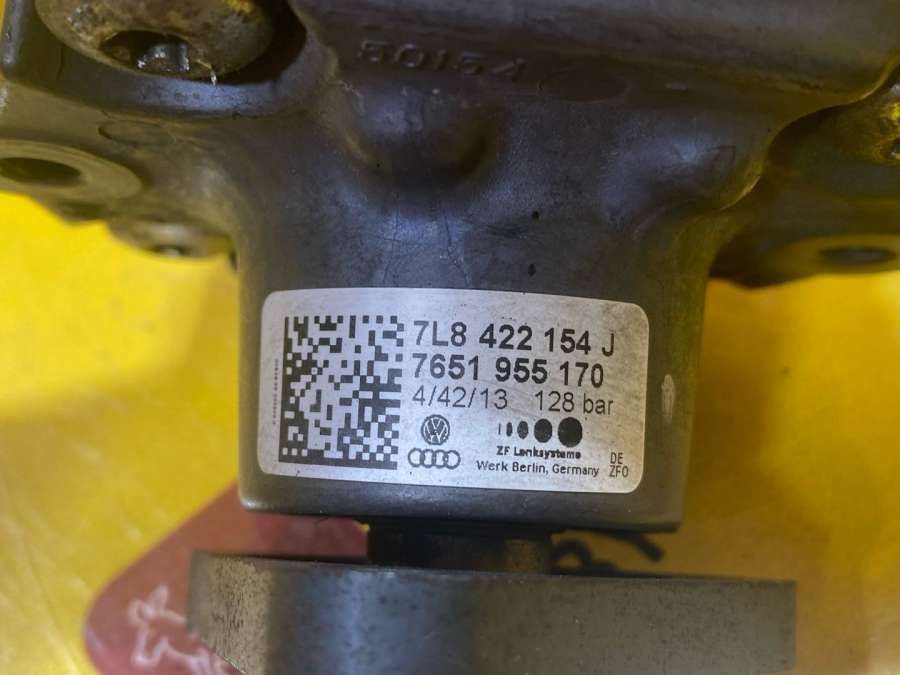 50154
7L8 422 154 J
7651 955 170
4/42/13 128 bar
ZF Lenksysteme
Werk Berlin, Germany
DE
ZFO